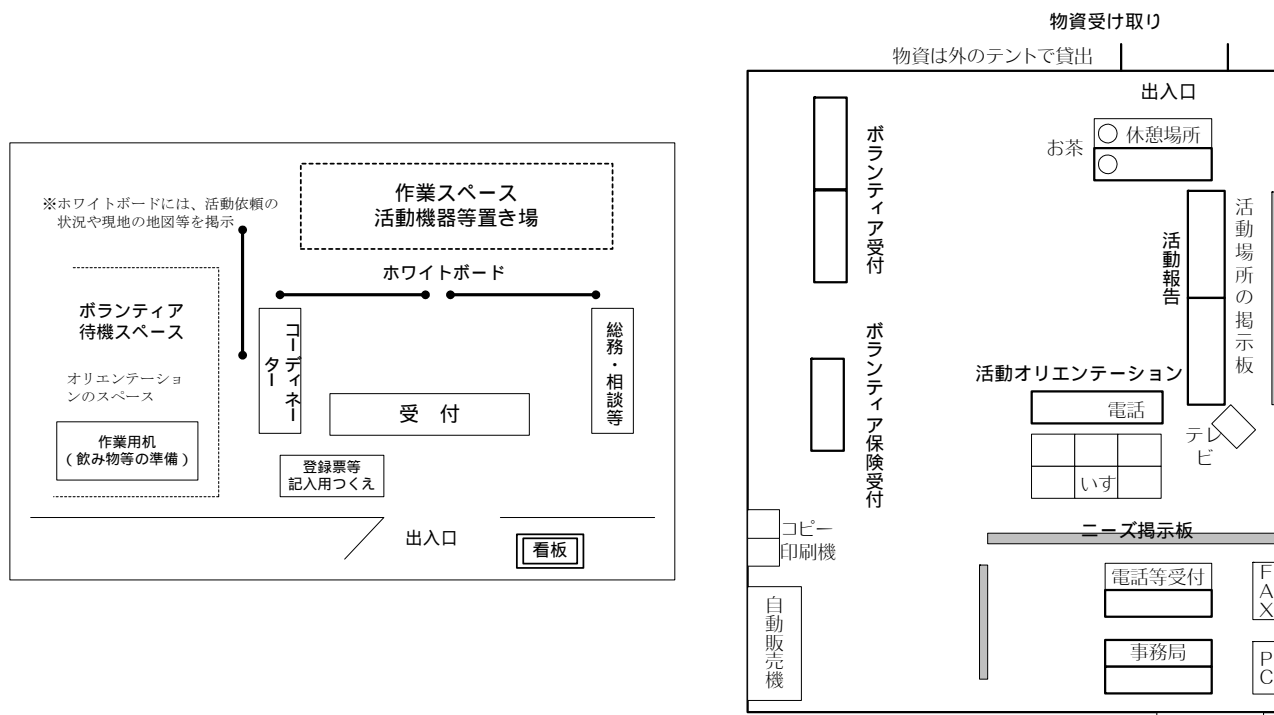 ※ホワイトボードには、活動依頼の
状況や現地の地図等を掲示
作業スペース
活動機器等置き場
ホワイトボード
ボランティア
待機スペース
オリエンテーショ
ンのスペース
作業用机
(飲み物等の準備)
コーディネー
ター
受 付
総務・相談等
登録票等
記入用つくえ
出入口
看板
物資受け取り
物資は外のテントで貸出
出入口
お茶
休憩場所
ボランティア受付
活動報告
活動場所の掲示板
ボランティア保険受付
活動オリエンテーション
電話
テレ
ビ
いす
コピー
印刷機
ニーズ掲示板
電話等受付
FAX
自動販売機
事務局
PC